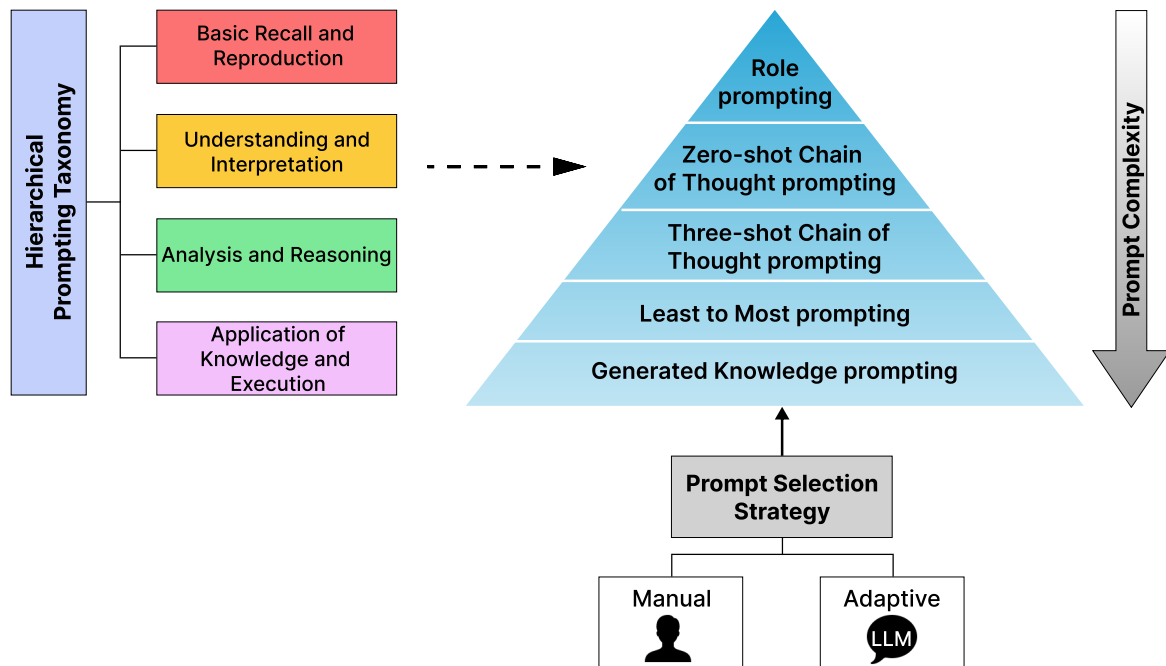 Hierarchical
Prompting Taxonomy
Basic Recall and
Reproduction
Understanding and
Interpretation
Analysis and Reasoning
Application of
Knowledge and
Execution
Role
prompting
Zero-shot Chain
of Thought prompting
Three-shot Chain of
Thought prompting
Least to Most prompting
Generated Knowledge prompting
Prompt Complexity
Prompt Selection
Strategy
Manual
Adaptive
LLM